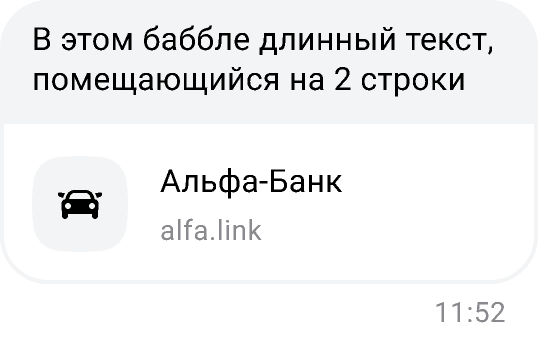 В этом баббле длинный текст,
помещающийся на 2 строки
Альфа-Банк
alfa.link
11:52